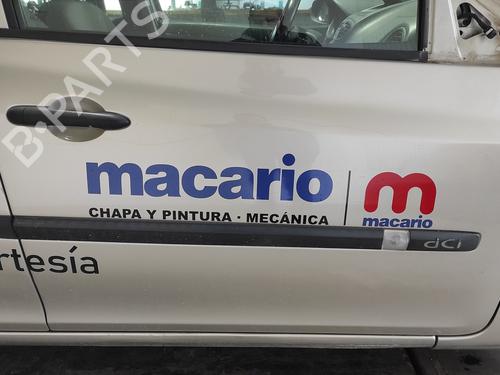 B-PARTS
macario
CHAPA Y PINTURA · MECÁNICA
m
macario
dCi
rtesía